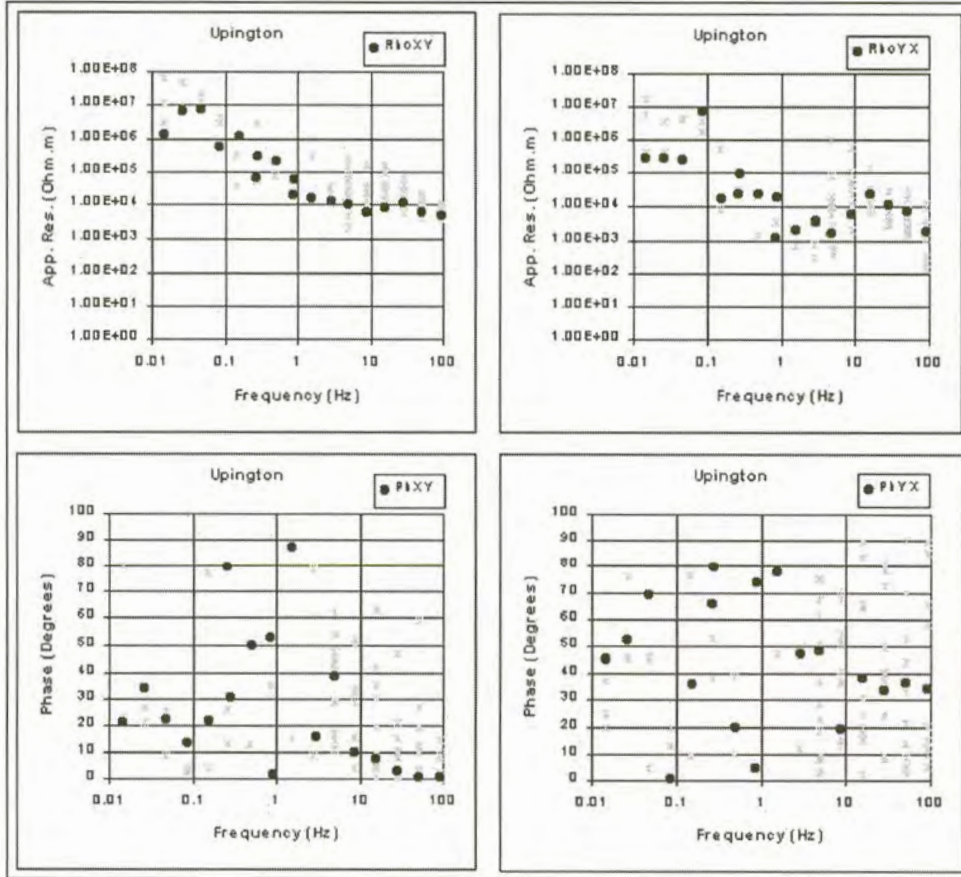 Upington
RhoXY
App. Res. (Ohm.m)
1.00E+08
1.00E+07
1.00E+06
1.00E+05
1.00E+04
1.00E+03
1.00E+02
1.00E+01
1.00E+00
0.01 0.1 1 10 100
Frequency (Hz)
Upington
RhoYX
App. Res. (Ohm.m)
1.00E+08
1.00E+07
1.00E+06
1.00E+05
1.00E+04
1.00E+03
1.00E+02
1.00E+01
1.00E+00
0.01 0.1 1 10 100
Frequency (Hz)
Upington
PhXY
Phase (Degrees)
100
90
80
70
60
50
40
30
20
10
0
0.01 0.1 1 10 100
Frequency (Hz)
Upington
PhYX
Phase (Degrees)
100
90
80
70
60
50
40
30
20
10
0
0.01 0.1 1 10 100
Frequency (Hz)